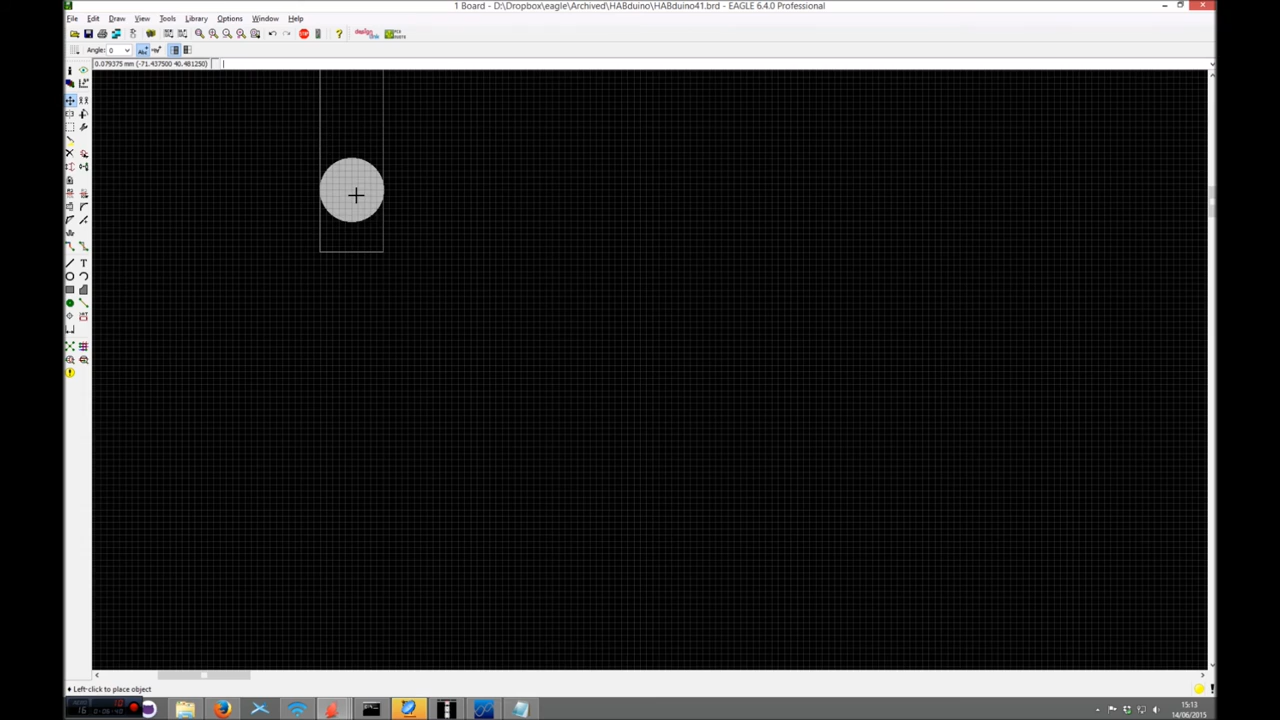 1 Board - D:\Dropbox\eagle\Archived\HABduino\HABduino41.brd - EAGLE 6.4.0 Professional
File Edit Draw View Tools Library Options Window Help
Angle: 0
0.079375 mm (-71.437500 40.481250)
Left-click to place object
15:13
14/06/2015